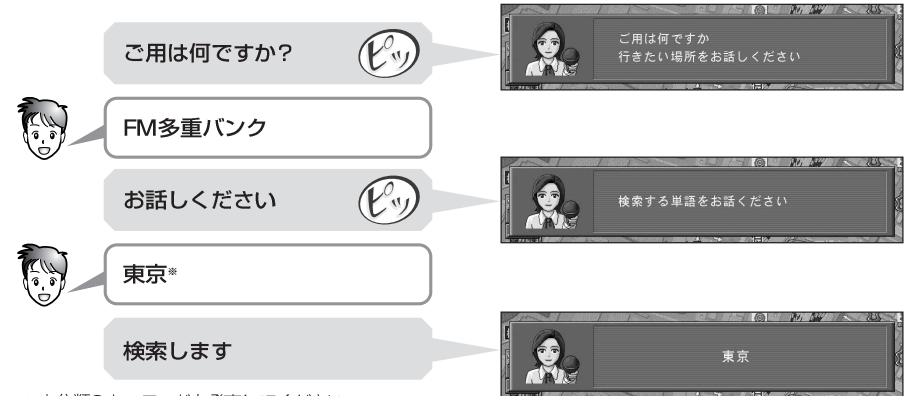 ご用は何ですか?
ピッ
ご用は何ですか
行きたい場所をお話しください
FM多重バンク
お話しください
ピッ
検索する単語をお話ください
東京※
検索します
東京